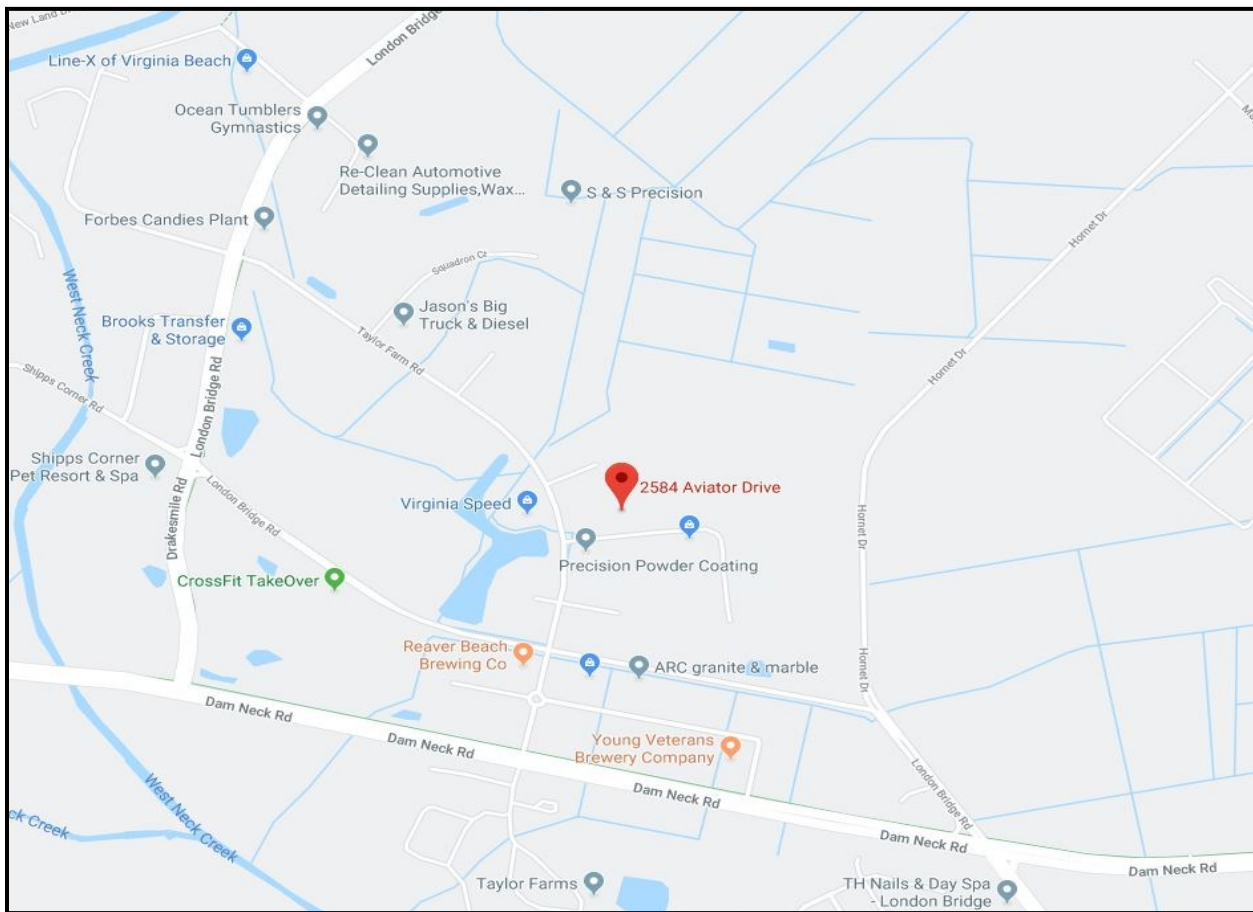 New Land
London Bridge
Line-X of Virginia Beach
Ocean Tumblers
Gymnastics
Re-Clean Automotive
Detailing Supplies,Wax...
S & S Precision
Forbes Candies Plant
Hornet Dr
Squadron Ct
West Neck Creek
Brooks Transfer
& Storage
Jason's Big
Truck & Diesel
Taylor Farm Rd
Hornet Dr
Shipps Corner Rd
London Bridge Rd
Shipps Corner
Pet Resort & Spa
Virginia Speed
2584 Aviator Drive
London Bridge Rd
Drakesmile Rd
Hornet Dr
Precision Powder Coating
CrossFit TakeOver
Reaver Beach
Brewing Co
ARC granite & marble
Hornet Dr
Dam Neck Rd
Dam Neck Rd
Young Veterans
Brewery Company
Dam Neck Rd
London Bridge Rd
West Neck Creek
ck Creek
Dam Neck Rd
Dam Neck Rd
Taylor Farms
TH Nails & Day Spa
- London Bridge